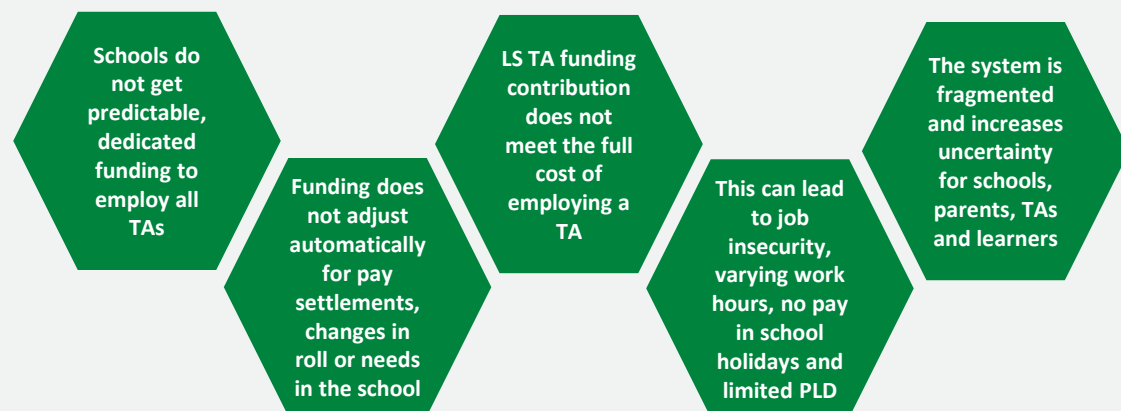 Schools do
not get
predictable,
dedicated
funding to
employ all
TAs
Funding does
not adjust
automatically
for pay
settlements,
changes in
roll or needs
in the school
LS TA funding
contribution
does not
meet the full
cost of
employing a
TA
This can lead
to job
insecurity,
varying work
hours, no pay
in school
holidays and
limited PLD
The system is
fragmented
and increases
uncertainty
for schools,
parents, TAs
and learners